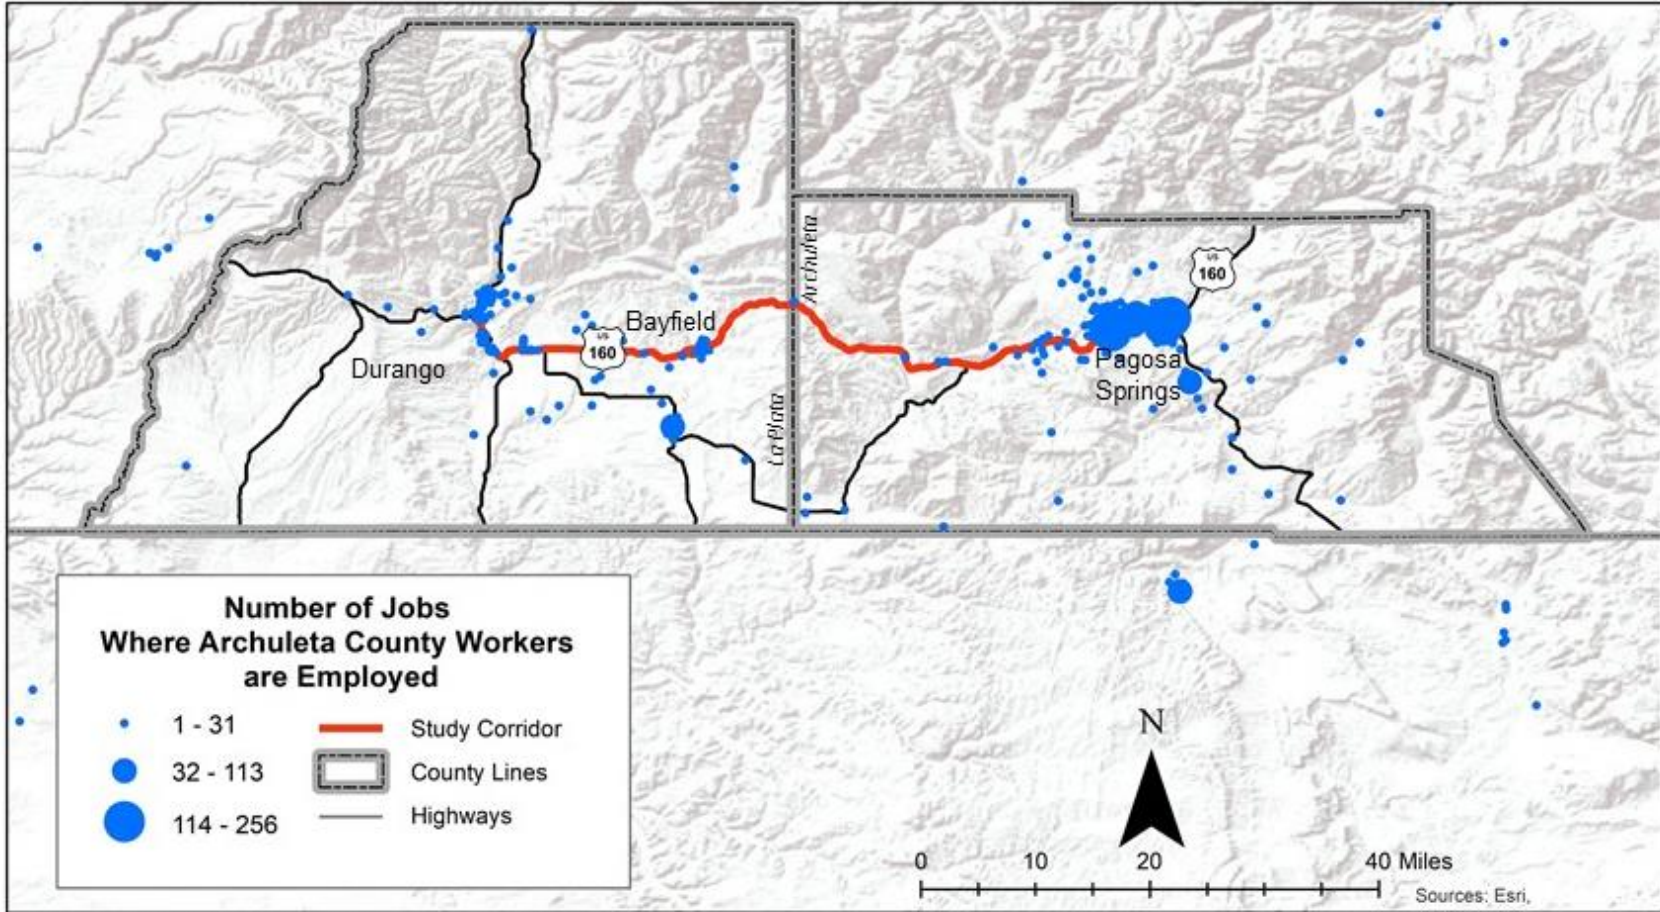 Archuleta
US
160
Bayfield
US
160
Durango
Pagosa
Springs
La Plata
Number of Jobs
Where Archuleta County Workers
are Employed
1 - 31
Study Corridor
32 - 113
County Lines
114 - 256
Highways
N
0 10 20 40 Miles
Sources: Esri,